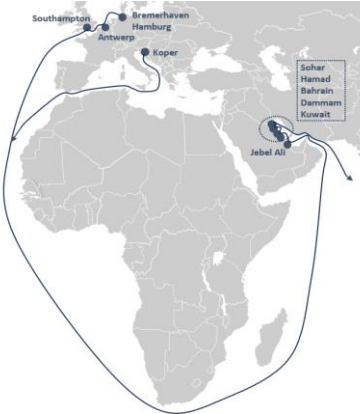 Southampton
Bremerhaven
Hamburg
Antwerp
Koper
Sohar
Hamad
Bahrain
Dammam
Kuwait
Jebel Ali